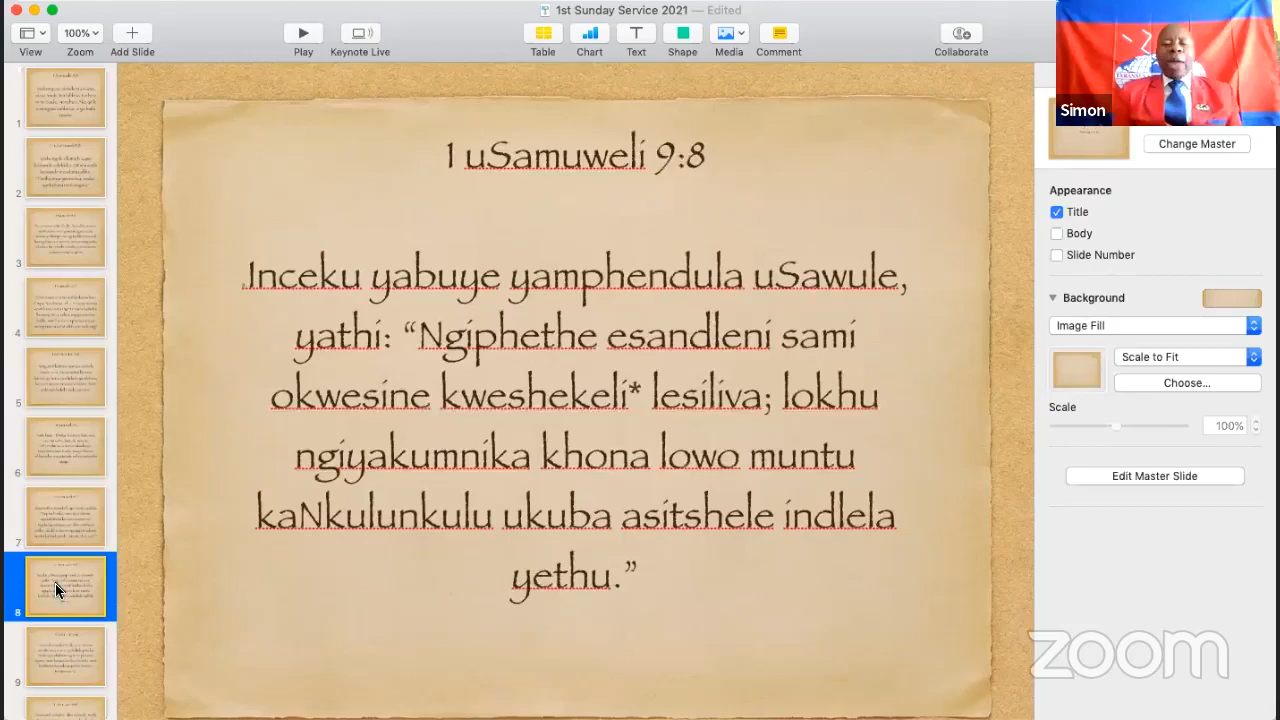 1st Sunday Service 2021 — Edited
View
100%
Zoom
Add Slide
Play
Keynote Live
Table
Chart
Text
Shape
Media
Comment
Collaborate
Simon
Change Master
Appearance
Title
Body
Slide Number
Background
Image Fill
Scale to Fit
Choose...
Scale
100%
Edit Master Slide
1
2
3
4
5
6
7
8
9
1 uSamuweli 9:8
Inceku yabuye yamphendula uSawule,
yathi: “Ngiphethe esandleni sami
okwesine kweshekeli* lesiliva; lokhu
ngiyakumnika khona lowo muntu
kaNkulunkulu ukuba asitshele indlela
yethu.”
zoom